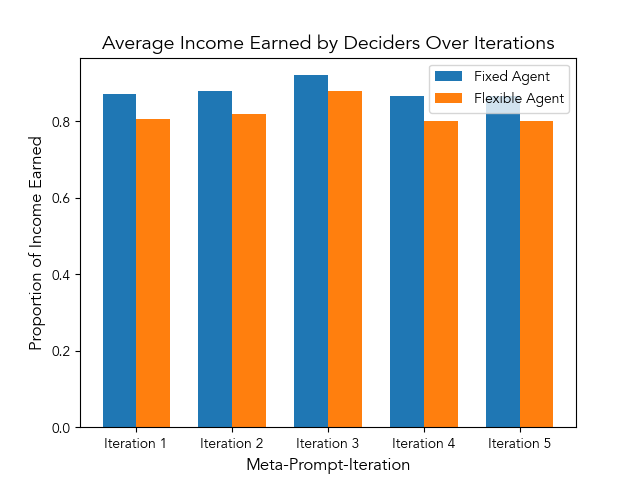 Average Income Earned by Deciders Over Iterations
Fixed Agent
Flexible Agent
Proportion of Income Earned
0.8
0.6
0.4
0.2
0.0
Iteration 1
Iteration 2
Iteration 3
Iteration 4
Iteration 5
Meta-Prompt-Iteration